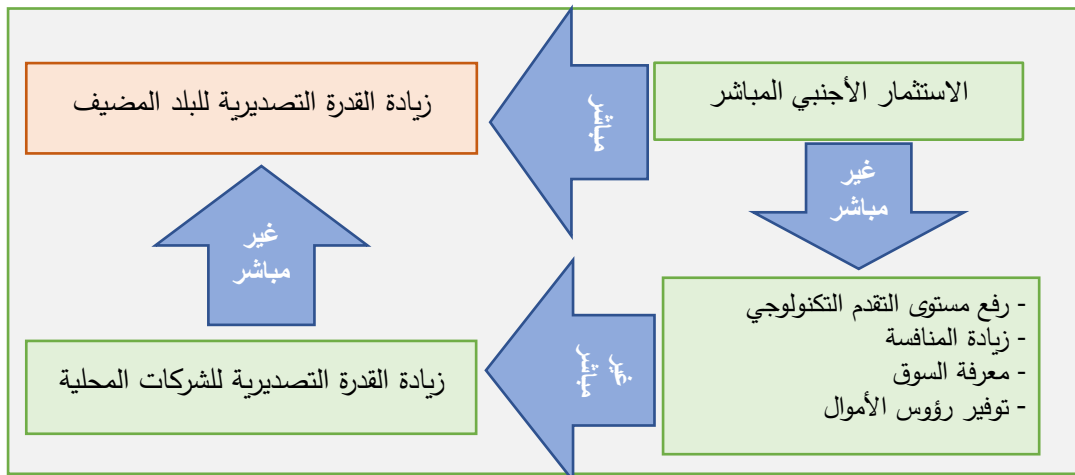 الاستثمار الأجنبي المباشر
مباشر
زيادة القدرة التصديرية للبلد المضيف
غير
مباشر
- رفع مستوى التقدم التكنولوجي
- زيادة المنافسة
- معرفة السوق
- توفير رؤوس الأموال
غير
مباشر
زيادة القدرة التصديرية للشركات المحلية
غير
مباشر